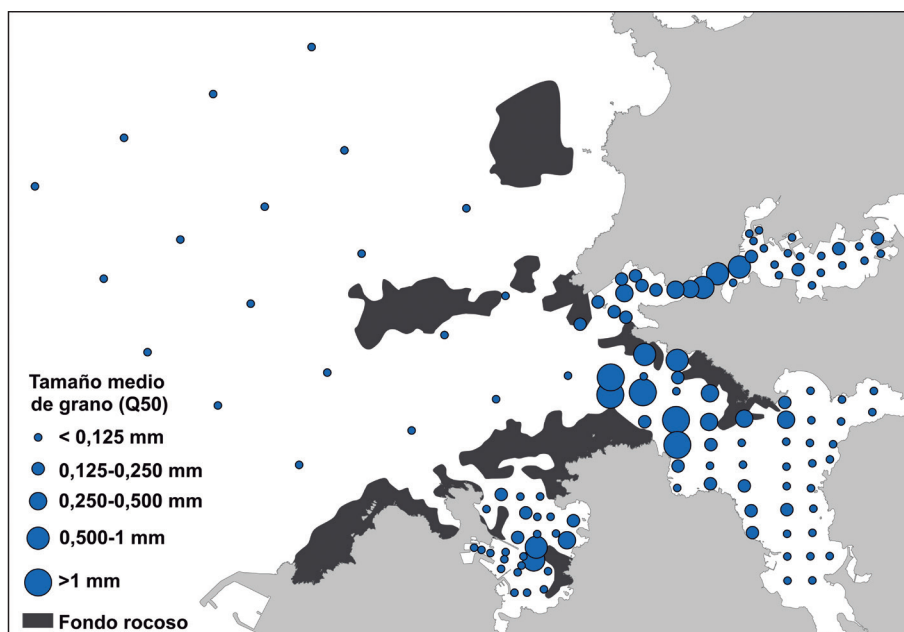 Tamaño medio
de grano (Q50)
< 0,125 mm
0,125-0,250 mm
0,250-0,500 mm
0,500-1 mm
>1 mm
Fondo rocoso